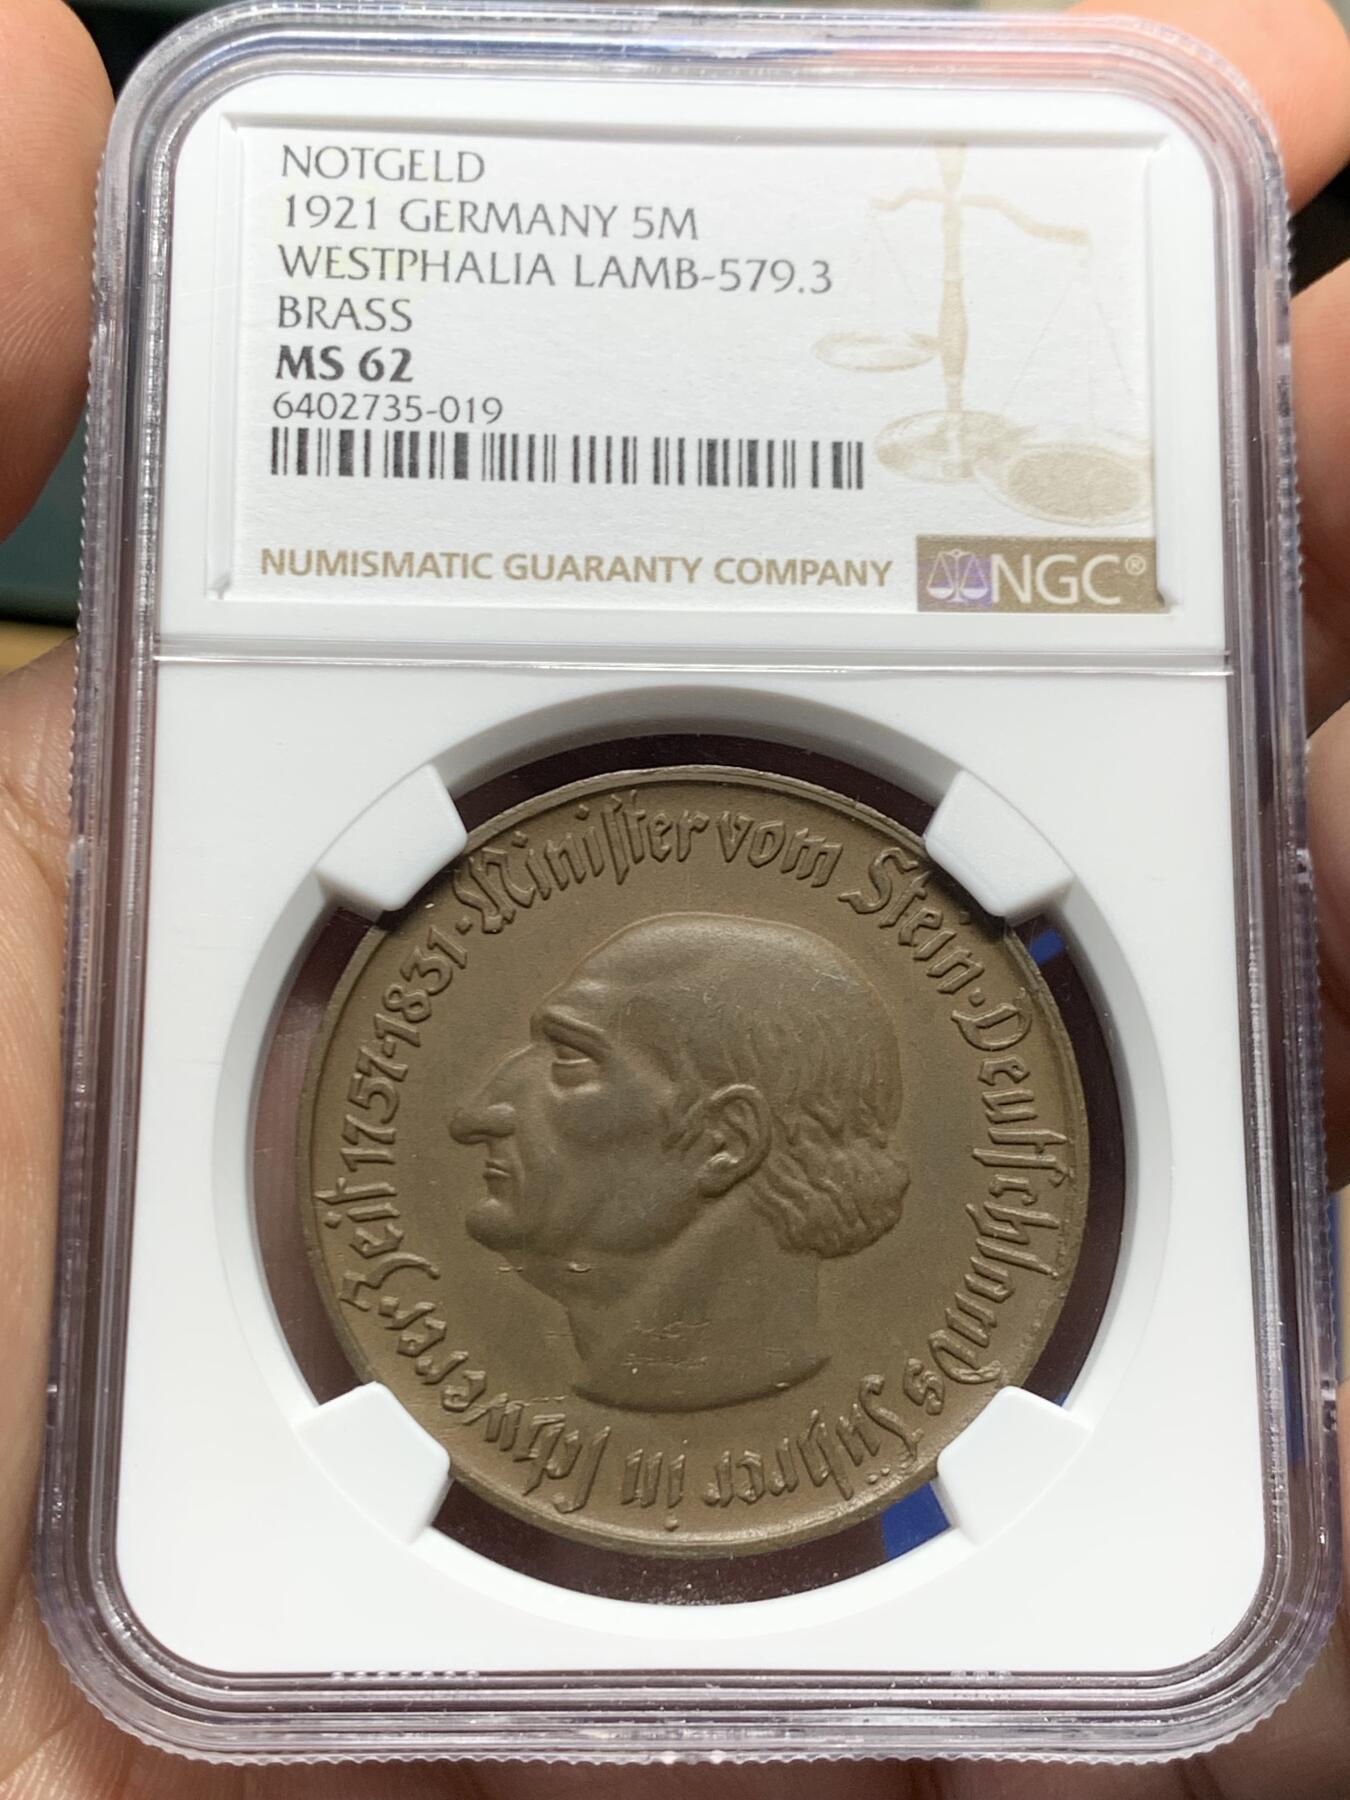 NOTGELD
1921 GERMANY 5M
WESTPHALIA LAMB-579.3
BRASS
MS 62
6402735-019
NUMISMATIC GUARANTY COMPANY
NGC®
·Miniſter vom Stein·Deutſchlands Führer in ſchwerer Zeit 1757·1831